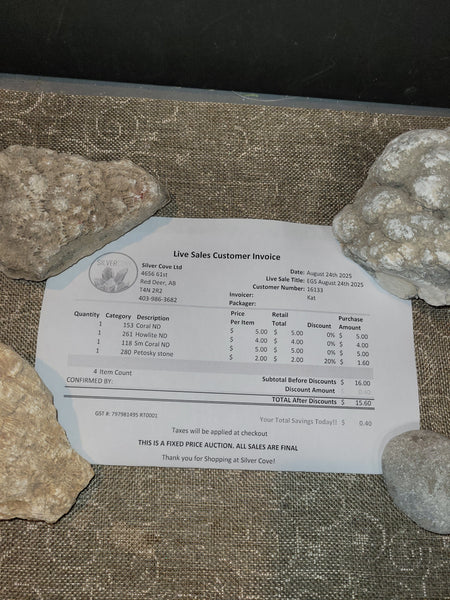 Live Sales Customer Invoice
SILVER
Silver Cove Ltd
4656 61st
Red Deer, AB
T4N 2R2
403-986-3682
Date: August 24th 2025
Live Sale Title: EGS August 24th 2025
Customer Number: 16133
Invoicer: Kat
Packager:
Quantity Category Description Price Per Item Retail Total Discount Purchase Amount
1 153 Coral ND $ 5.00 $ 5.00 0% $ 5.00
1 261 Howlite ND $ 4.00 $ 4.00 0% $ 4.00
1 118 Sm Coral ND $ 5.00 $ 5.00 0% $ 5.00
1 280 Petosky stone $ 2.00 $ 2.00 20% $ 1.60
4 Item Count Subtotal Before Discounts $ 16.00
CONFIRMED BY: Discount Amount
TOTAL After Discounts $ 15.60
GST #: 797981495 RT0001
Your Total Savings Today!! $ 0.40
Taxes will be applied at checkout
THIS IS A FIXED PRICE AUCTION. ALL SALES ARE FINAL
Thank you for Shopping at Silver Cove!